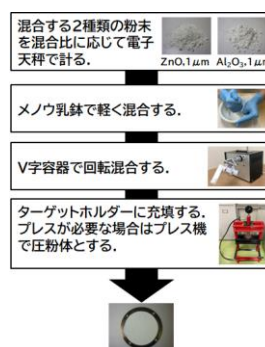 混合する2種類の粉末
を混合比に応じて電子
天秤で計る．
ZnO,1μm Al₂O₃,1μm
メノウ乳鉢で軽く混合する．
V字容器で回転混合する．
ターゲットホルダーに充填する．
プレスが必要な場合はプレス機
で圧粉体とする．